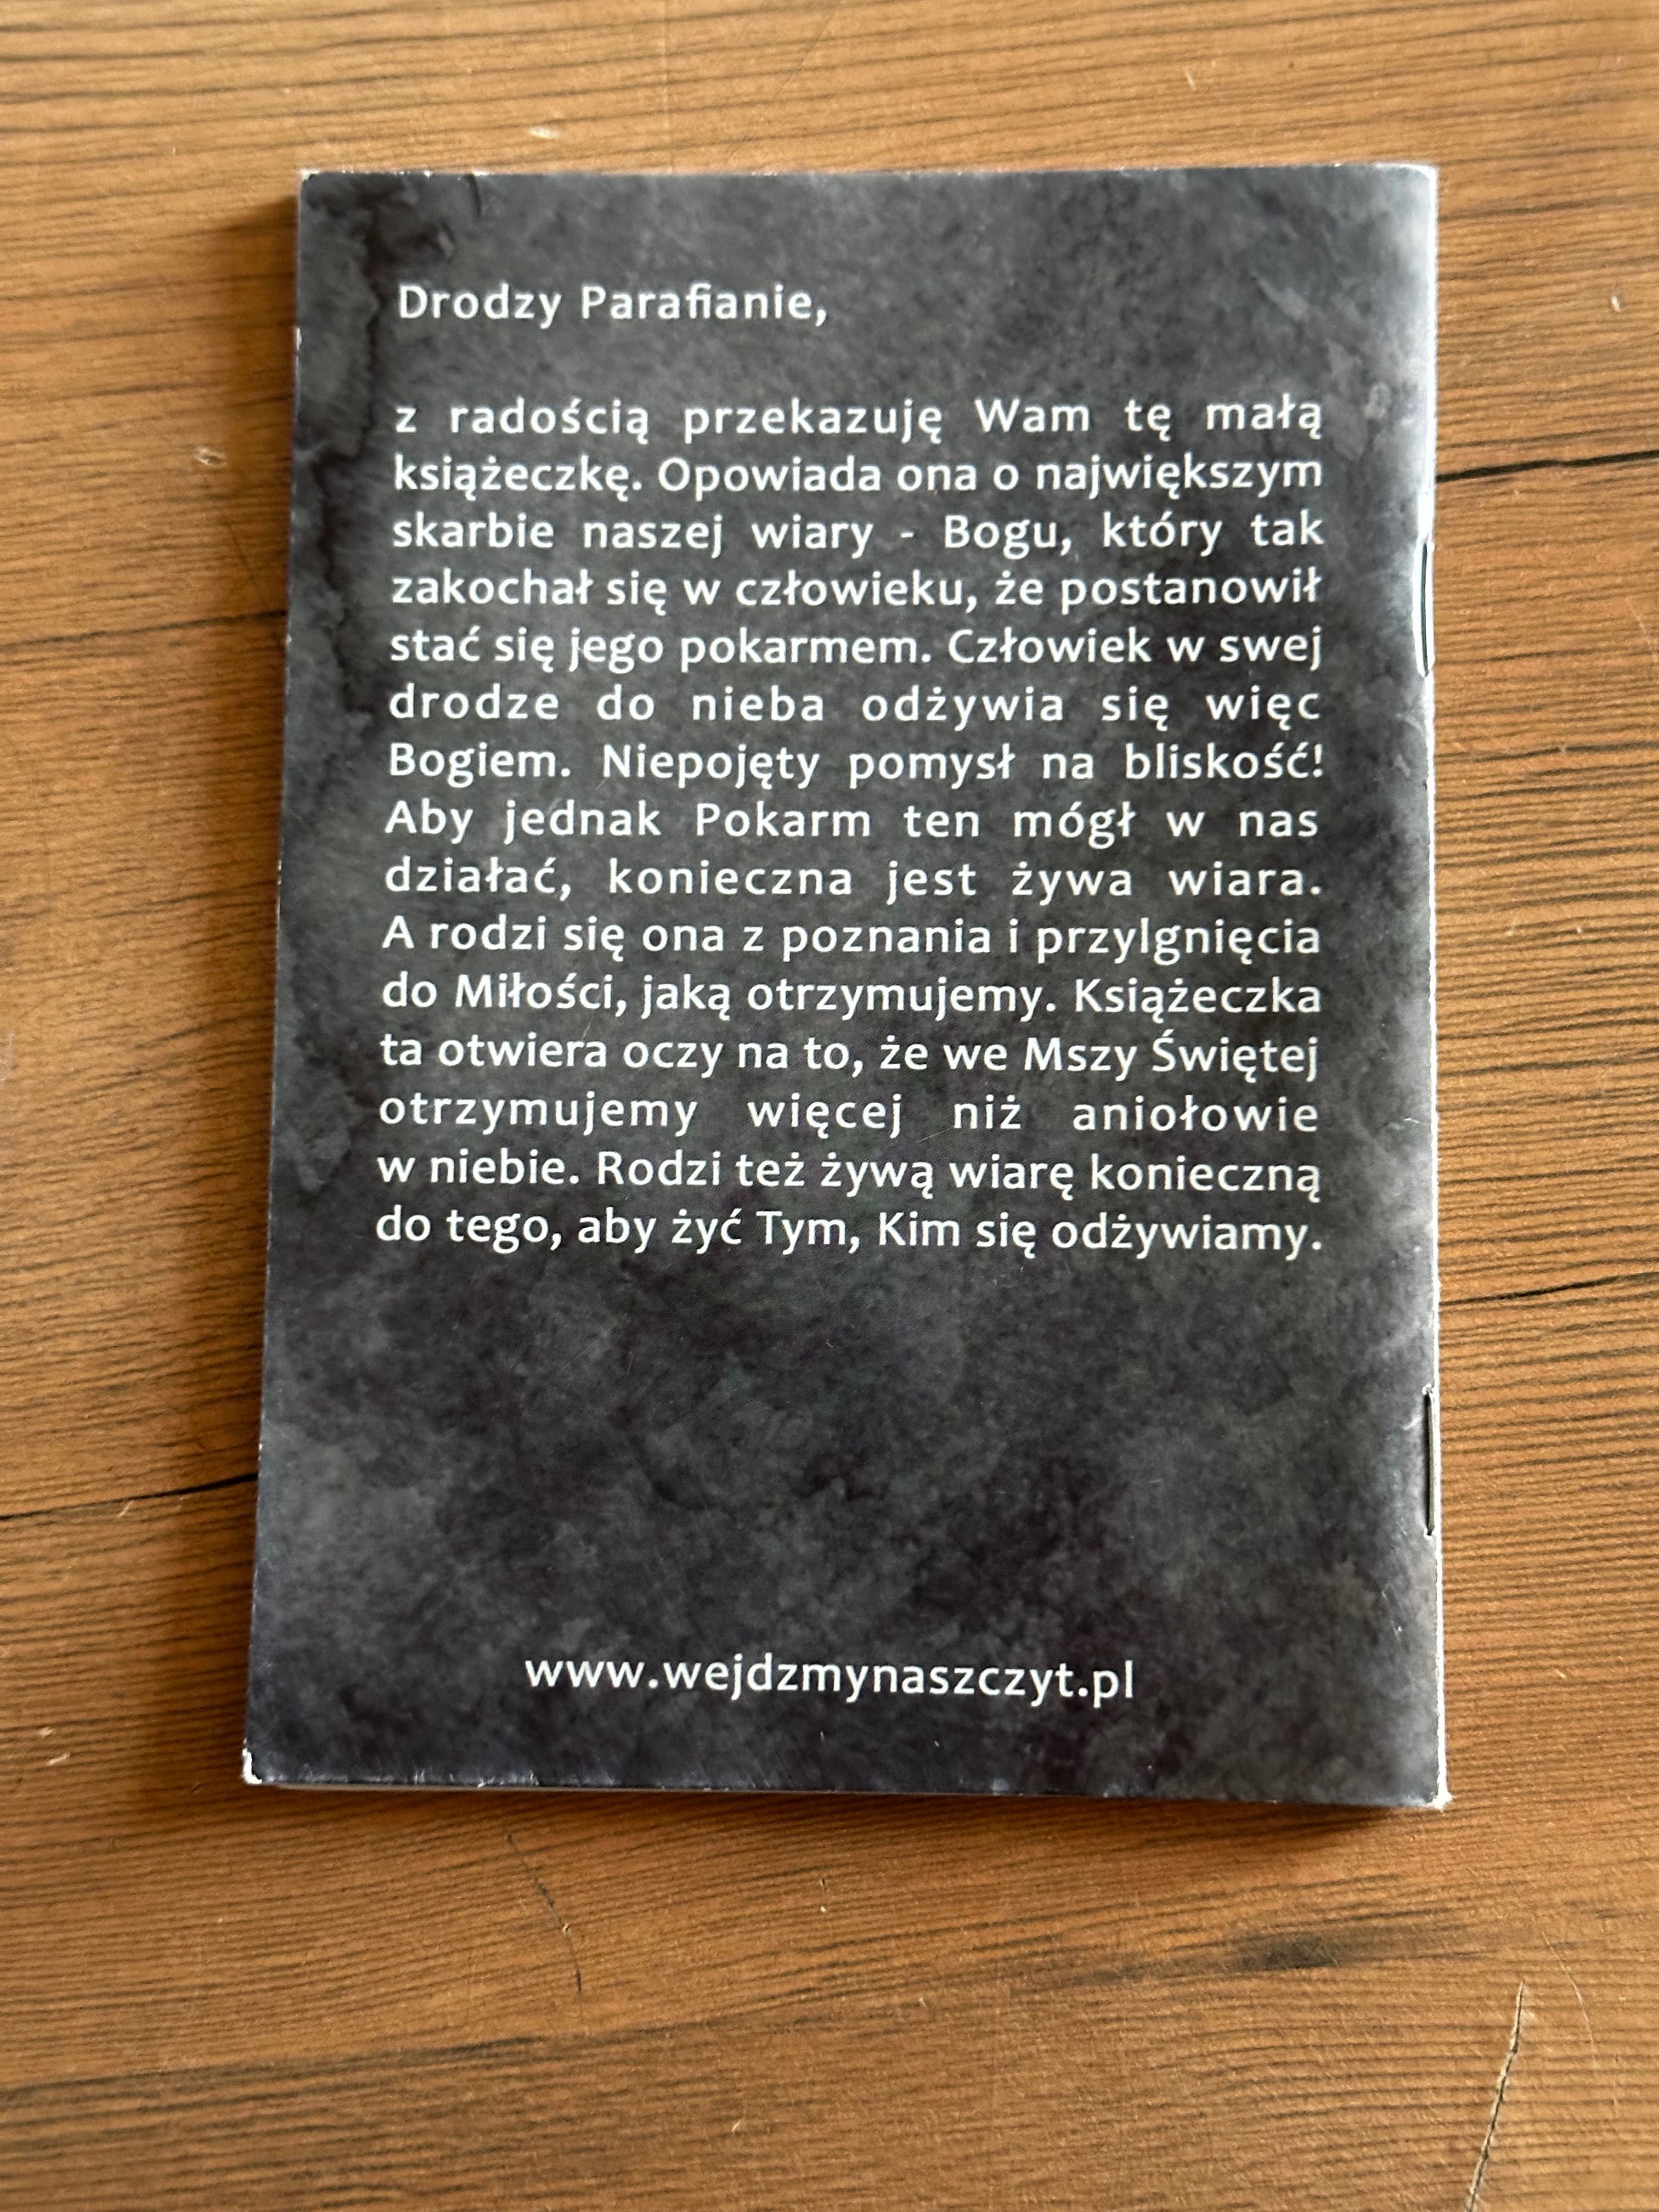 Drodzy Parafianie,
z radością przekazuję Wam tę małą
książeczkę. Opowiada ona o największym
skarbie naszej wiary - Bogu, który tak
zakochał się w człowieku, że postanowił
stać się jego pokarmem. Człowiek w swej
drodze do nieba odżywia się więc
Bogiem. Niepojęty pomysł na bliskość!
Aby jednak Pokarm ten mógł w nas
działać, konieczna jest żywa wiara.
A rodzi się ona z poznania i przylgnięcia
do Miłości, jaką otrzymujemy. Książeczka
ta otwiera oczy na to, że we Mszy Świętej
otrzymujemy więcej niż aniołowie
w niebie. Rodzi też żywą wiarę konieczną
do tego, aby żyć Tym, Kim się odżywiamy.
www.wejdzmynaszczyt.pl